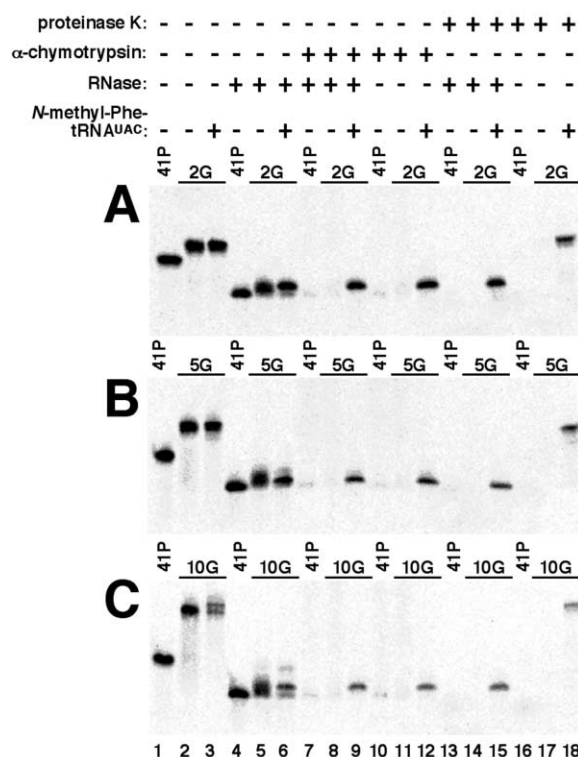 proteinase K: - - - - - - - - - - - - + + + + + +
α-chymotrypsin: - - - - - - + + + + + + - - - - - -
RNase: - - - + + + + + + - - - + + + - - -
N-methyl-Phe-
tRNAUAC: - - + - - + - - + - - + - - + - - +
41P 2G 41P 2G 41P 2G 41P 2G 41P 2G 41P 2G
A
41P 5G 41P 5G 41P 5G 41P 5G 41P 5G 41P 5G
B
41P 10G 41P 10G 41P 10G 41P 10G 41P 10G 41P 10G
C
1 2 3 4 5 6 7 8 9 10 11 12 13 14 15 16 17 18